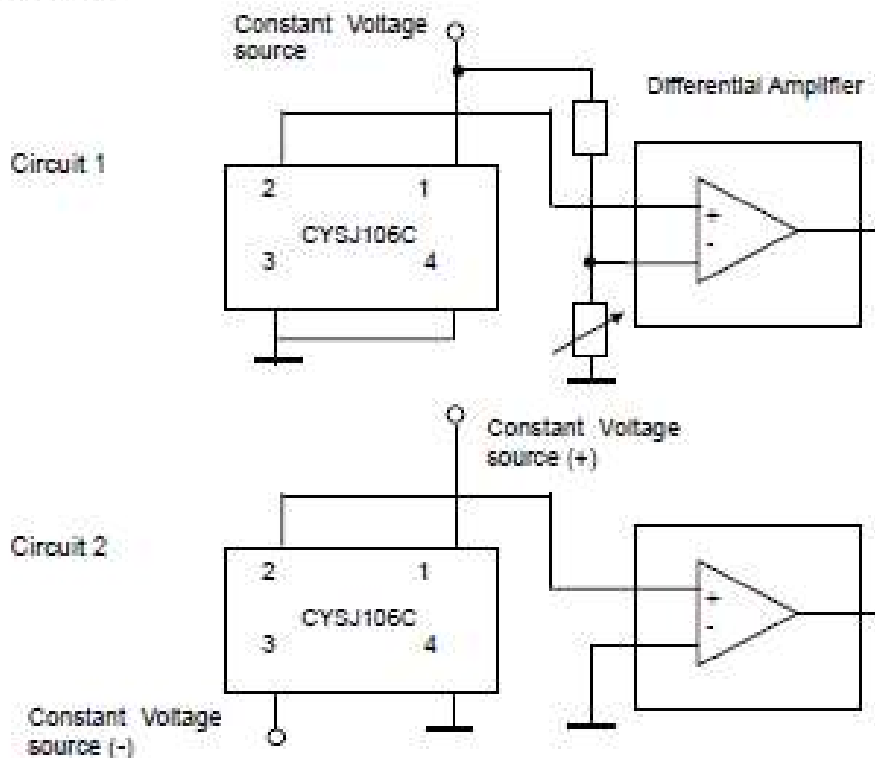 Constant Voltage
source
Differential Amplifier
Circuit 1
2 1
CYSJ106C
3 4
+
-
Constant Voltage
source (+)
Circuit 2
2 1
CYSJ106C
3 4
+
-
Constant Voltage
source (-)